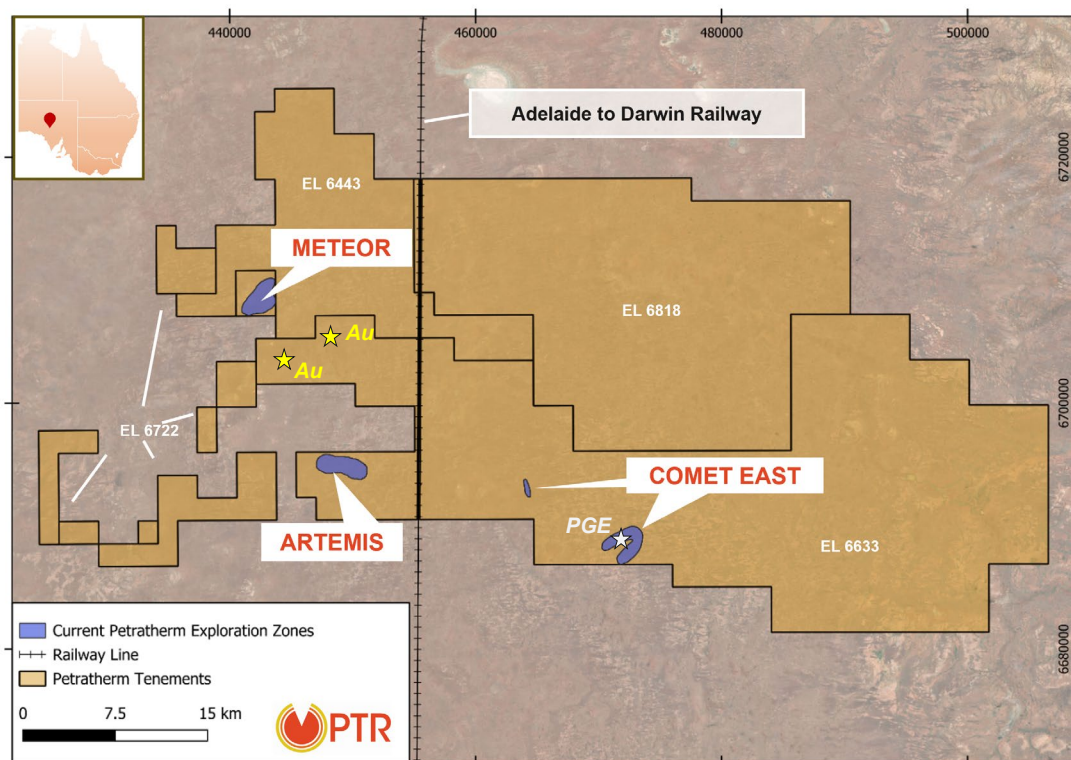 440000
460000
480000
500000
Adelaide to Darwin Railway
6720000
EL 6443
METEOR
EL 6818
Au
Au
6700000
EL 6722
COMET EAST
PGE
ARTEMIS
EL 6633
6680000
Current Petratherm Exploration Zones
Railway Line
Petratherm Tenements
0 7.5 15 km
PTR